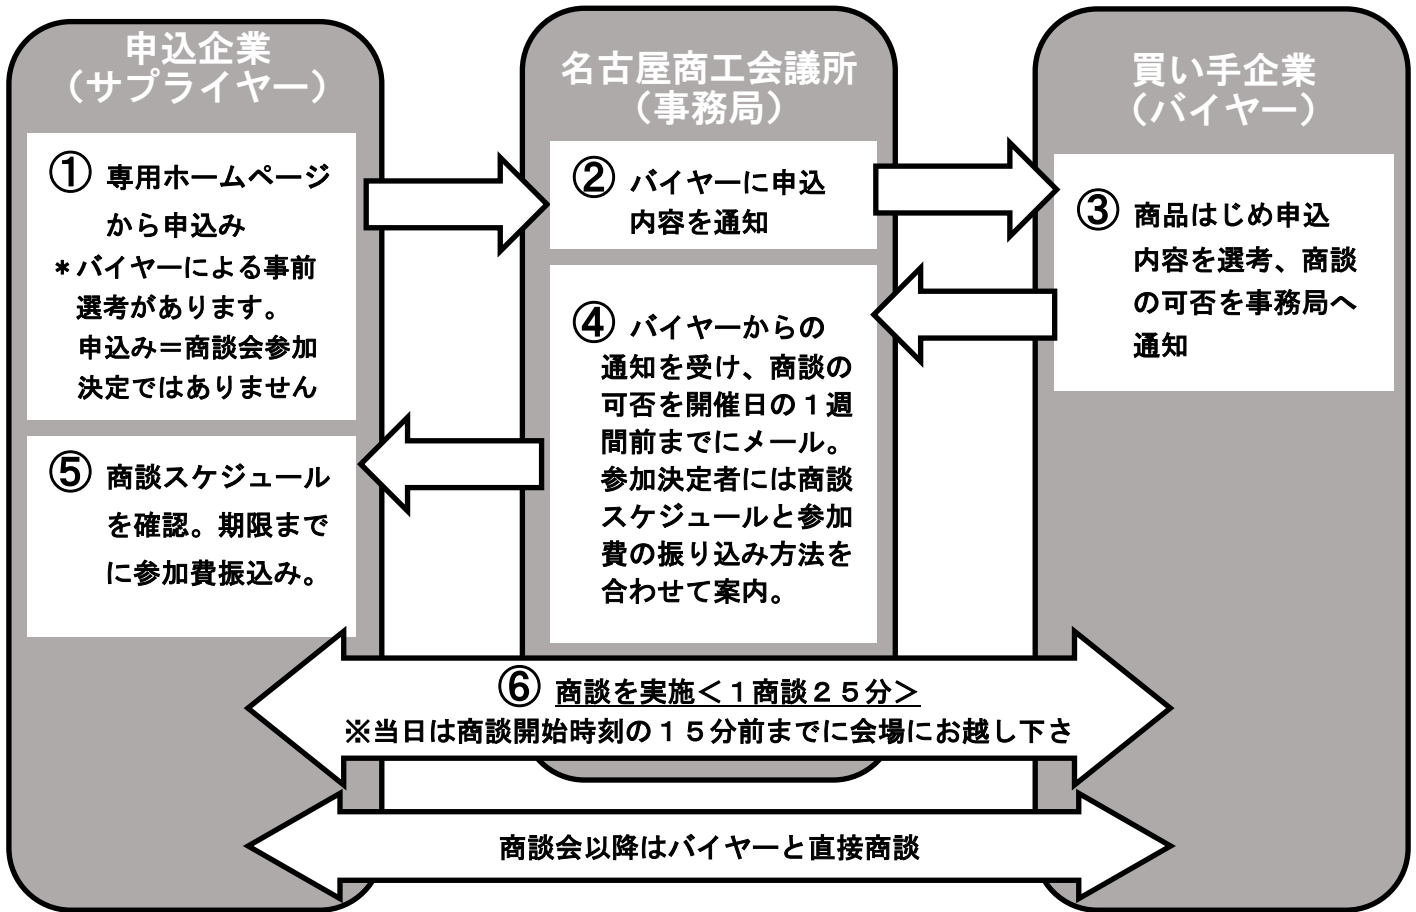 申込企業
（サプライヤー）
① 専用ホームページ
から申込み
＊バイヤーによる事前
選考があります。
申込み＝商談会参加
決定ではありません
⑤ 商談スケジュール
を確認。期限まで
に参加費振込み。
名古屋商工会議所
（事務局）
② バイヤーに申込
内容を通知
④ バイヤーからの
通知を受け、商談の
可否を開催日の１週
間前までにメール。
参加決定者には商談
スケジュールと参加
費の振り込み方法を
合わせて案内。
買い手企業
（バイヤー）
③ 商品はじめ申込
内容を選考、商談
の可否を事務局へ
通知
⑥ 商談を実施＜１商談２５分＞
※当日は商談開始時刻の１５分前までに会場にお越し下さ
商談会以降はバイヤーと直接商談